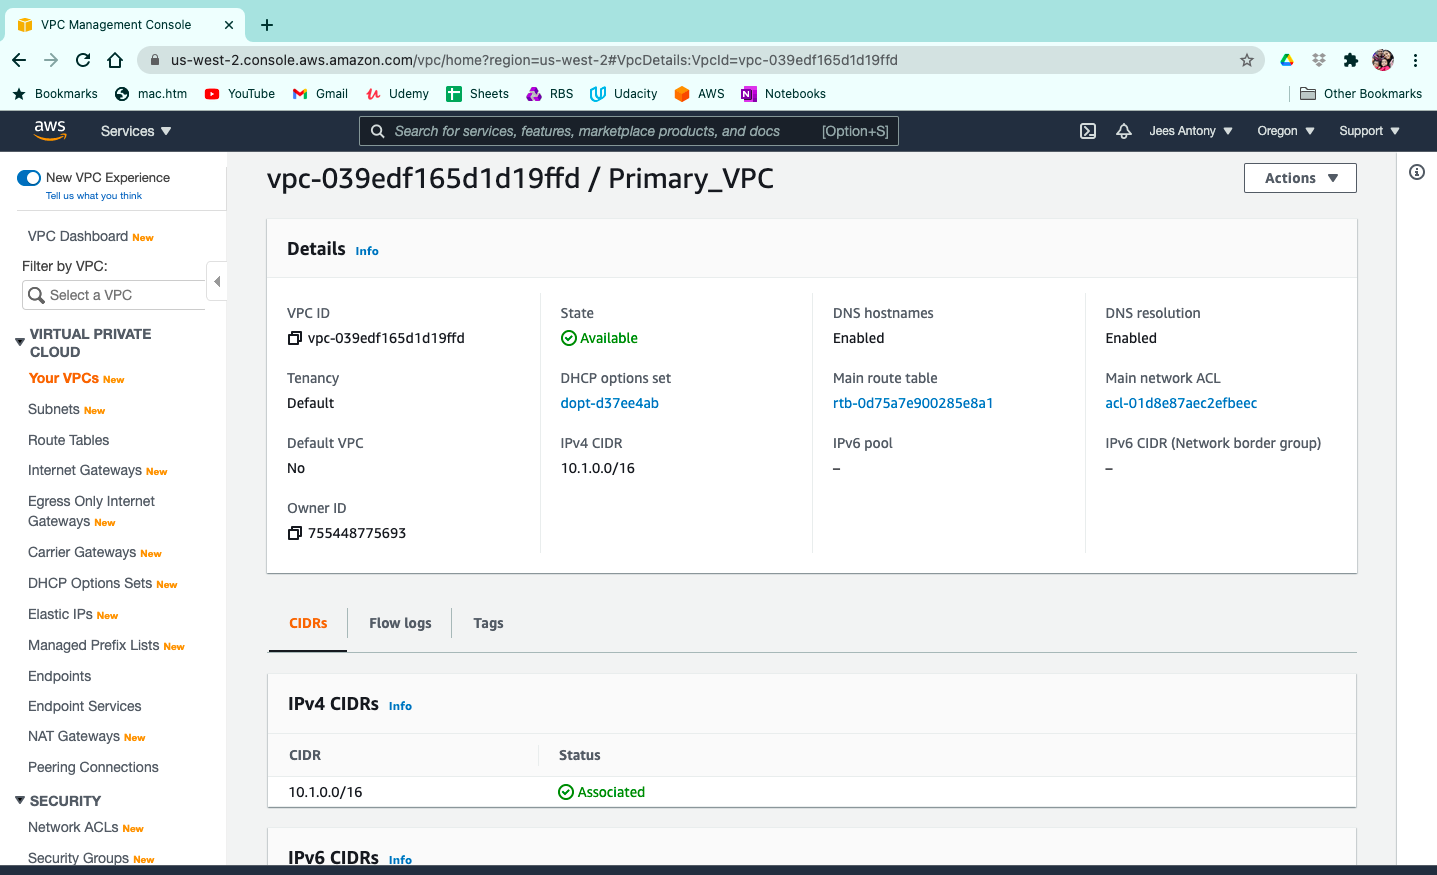 VPC Management Console
us-west-2.console.aws.amazon.com/vpc/home?region=us-west-2#VpcDetails:VpcId=vpc-039edf165d1d19ffd
Bookmarks mac.htm YouTube Gmail Udemy Sheets RBS Udacity AWS Notebooks Other Bookmarks
aws Services Search for services, features, marketplace products, and docs [Option+S] Jees Antony Oregon Support
New VPC Experience
Tell us what you think
VPC Dashboard New
Filter by VPC:
Select a VPC
VIRTUAL PRIVATE
CLOUD
Your VPCs New
Subnets New
Route Tables
Internet Gateways New
Egress Only Internet
Gateways New
Carrier Gateways New
DHCP Options Sets New
Elastic IPs New
Managed Prefix Lists New
Endpoints
Endpoint Services
NAT Gateways New
Peering Connections
SECURITY
Network ACLs New
Security Groups New
vpc-039edf165d1d19ffd / Primary_VPC
Actions
Details Info
VPC ID
vpc-039edf165d1d19ffd
State
Available
DNS hostnames
Enabled
DNS resolution
Enabled
Tenancy
Default
DHCP options set
dopt-d37ee4ab
Main route table
rtb-0d75a7e900285e8a1
Main network ACL
acl-01d8e87aec2efbeec
Default VPC
No
IPv4 CIDR
10.1.0.0/16
IPv6 pool
–
IPv6 CIDR (Network border group)
–
Owner ID
755448775693
CIDRs Flow logs Tags
IPv4 CIDRs Info
CIDR Status
10.1.0.0/16 Associated
IPv6 CIDRs Info